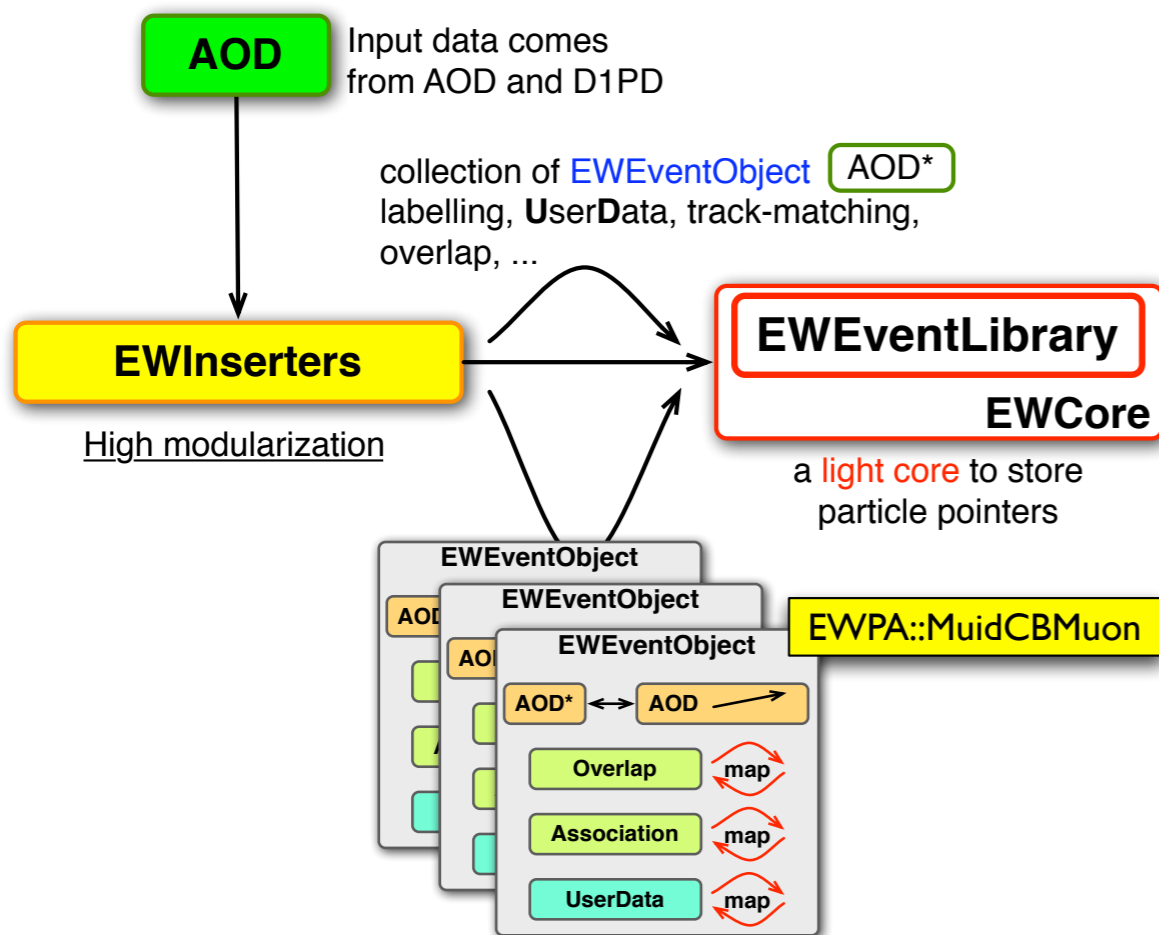 AOD
Input data comes
from AOD and D1PD
collection of EWEventObject AOD*
labelling, UserData, track-matching,
overlap, ...
EWInserters
High modularization
EWEventLibrary
EWCore
a light core to store
particle pointers
EWEventObject
AOD
EWEventObject
EWEventObject
EWPA::MuidCBMuon
AOD* AOD
Overlap map
Association map
UserData map